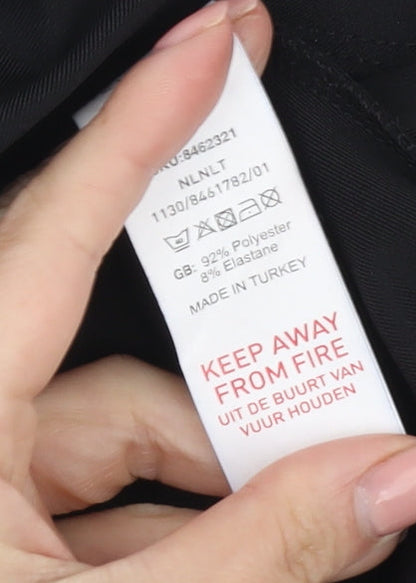 SKU:8462321
NLNLT
1130/8461782/01
GB: 92% Polyester
8% Elastane
MADE IN TURKEY
KEEP AWAY
FROM FIRE
UIT DE BUURT VAN
VUUR HOUDEN